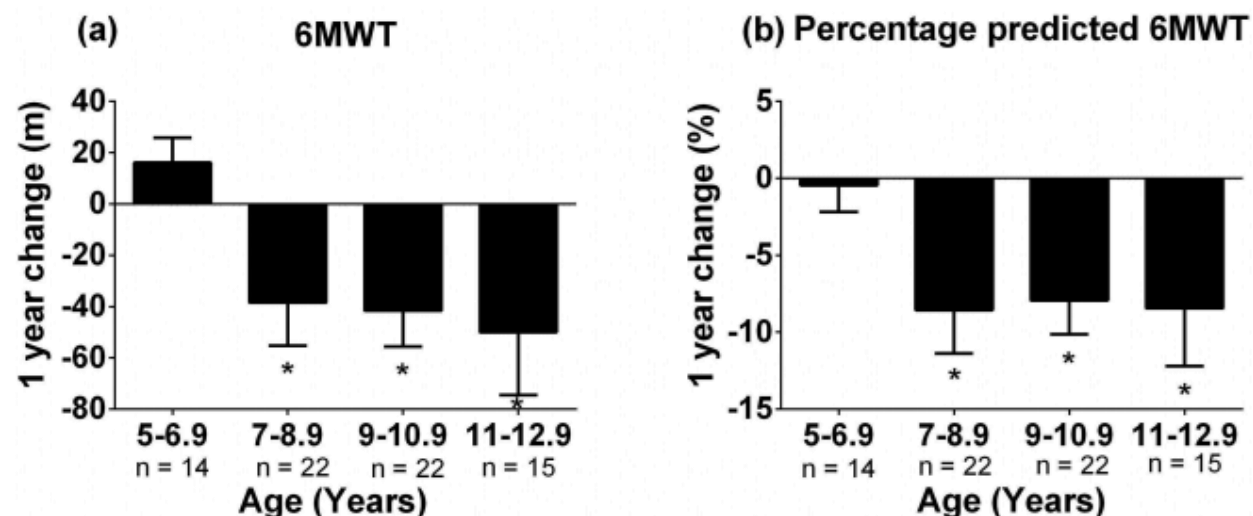 (a) 6MWT
1 year change (m)
40
20
0
-20
-40
-60
-80
*
*
*
5-6.9 7-8.9 9-10.9 11-12.9
n = 14 n = 22 n = 22 n = 15
Age (Years)
(b) Percentage predicted 6MWT
1 year change (%)
5
0
-5
-10
-15
*
*
*
5-6.9 7-8.9 9-10.9 11-12.9
n = 14 n = 22 n = 22 n = 15
Age (Years)